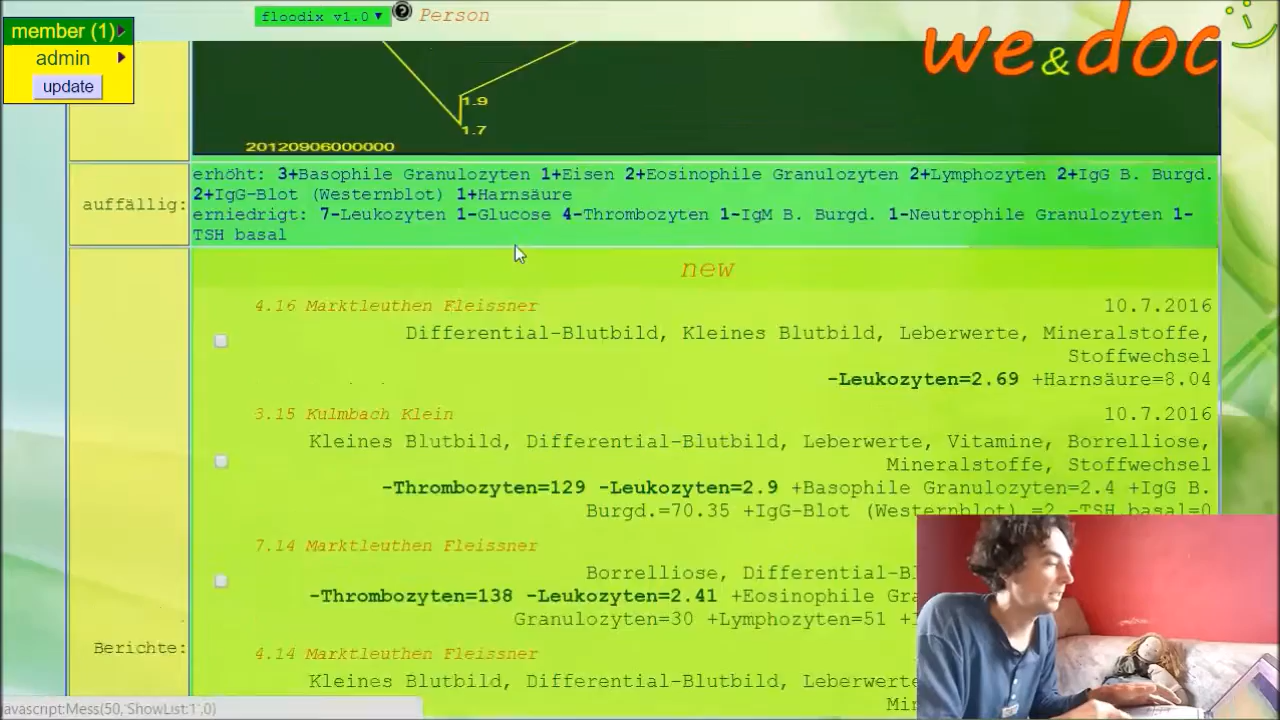 member (1)
admin
update
floodix v1.0
? Person
we&doc
1.9
1.7
20120906000000
auffällig:
erhöht: 3+Basophile Granulozyten 1+Eisen 2+Eosinophile Granulozyten 2+Lymphozyten 2+IgG B. Burgd.
2+IgG-Blot (Westernblot) 1+Harnsäure
erniedrigt: 7-Leukozyten 1-Glucose 4-Thrombozyten 1-IgM B. Burgd. 1-Neutrophile Granulozyten 1-
TSH basal
new
4.16 Marktleuthen Fleissner 10.7.2016
Differential-Blutbild, Kleines Blutbild, Leberwerte, Mineralstoffe,
Stoffwechsel
-Leukozyten=2.69 +Harnsäure=8.04
3.15 Kulmbach Klein 10.7.2016
Kleines Blutbild, Differential-Blutbild, Leberwerte, Vitamine, Borrelliose,
Mineralstoffe, Stoffwechsel
-Thrombozyten=129 -Leukozyten=2.9 +Basophile Granulozyten=2.4 +IgG B.
Burgd.=70.35 +IgG-Blot (Westernblot) =2 -TSH basal=0
7.14 Marktleuthen Fleissner
Borrelliose, Differential-Bl
-Thrombozyten=138 -Leukozyten=2.41 +Eosinophile Gra
Granulozyten=30 +Lymphozyten=51
Berichte:
4.14 Marktleuthen Fleissner
Kleines Blutbild, Differential-Blutbild, Leberwerte
Min
javascript:Mess(50,'ShowList:1',0)